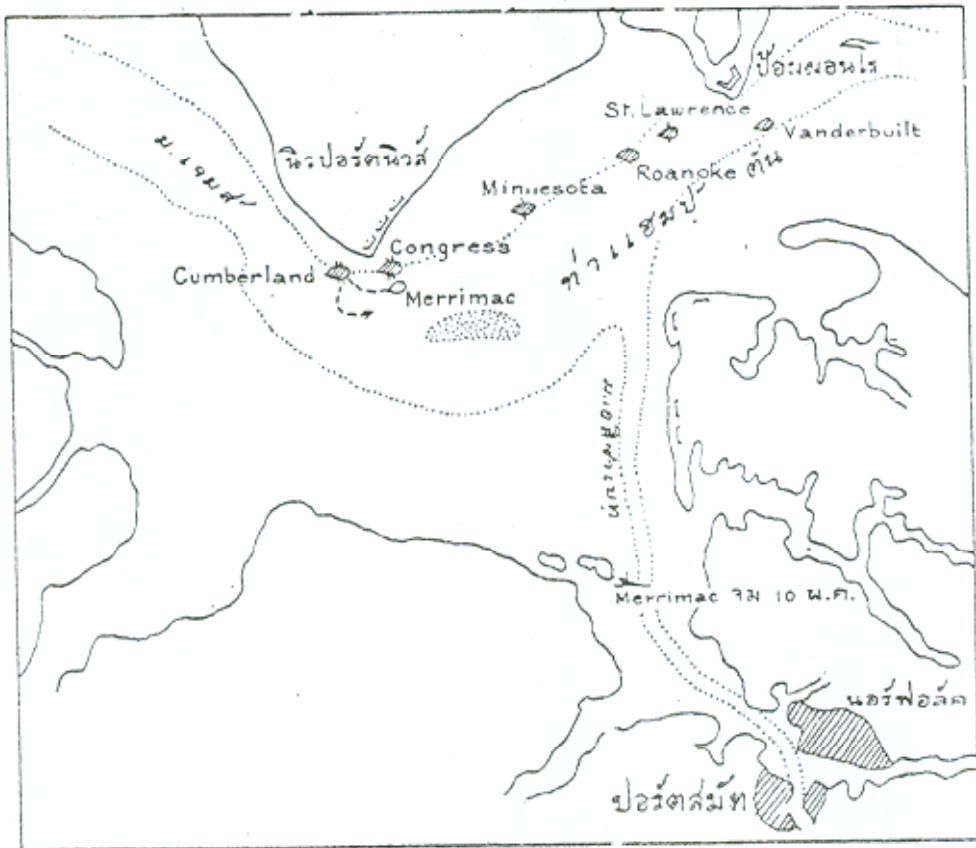 ป้อมมอนโร
St. Lawrence
Vanderbuilt
Roanoke
นิวปอร์ตนิวส์
ม. เจมส์
Minnesota
ท่าแฮมป์ตัน
Congress
Cumberland
Merrimac
Merrimac จม 10 พ.ค.
นอร์ฟอล์ค
ปอร์ตสมัท